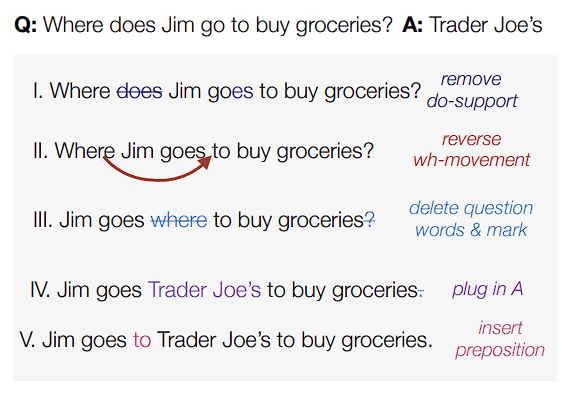 Q: Where does Jim go to buy groceries? A: Trader Joe's
I. Where does Jim goes to buy groceries? remove
do-support
II. Where Jim goes to buy groceries? reverse
wh-movement
III. Jim goes where to buy groceries? delete question
words & mark
IV. Jim goes Trader Joe's to buy groceries. plug in A
V. Jim goes to Trader Joe's to buy groceries. insert
preposition